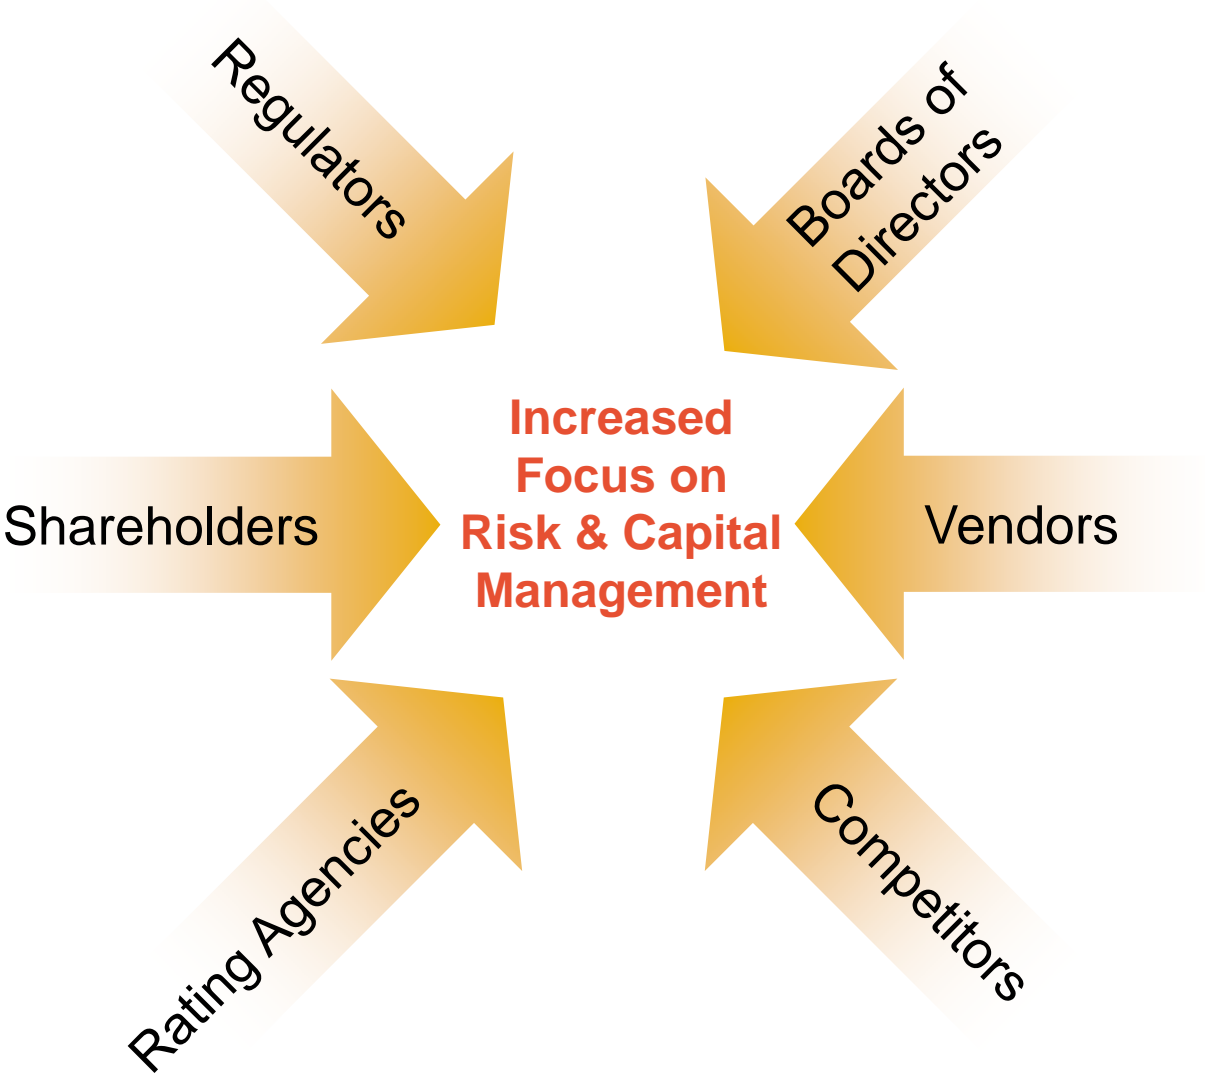 Regulators
Boards of
Directors
Increased
Focus on
Risk & Capital
Management
Shareholders
Vendors
Rating Agencies
Competitors